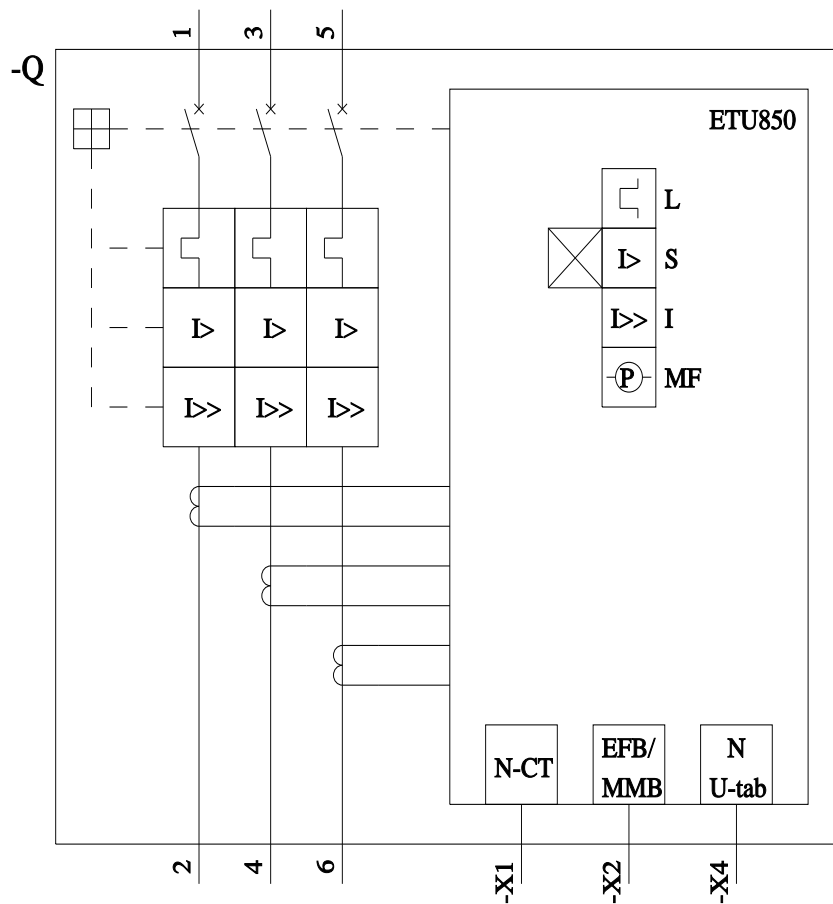 1 3 5
-Q
ETU850
L
I> S
I>> I
P MF
I> I> I>
I>> I>> I>>
N-CT
EFB/
MMB
N
U-tab
2 4 6
-X1 -X2 -X4